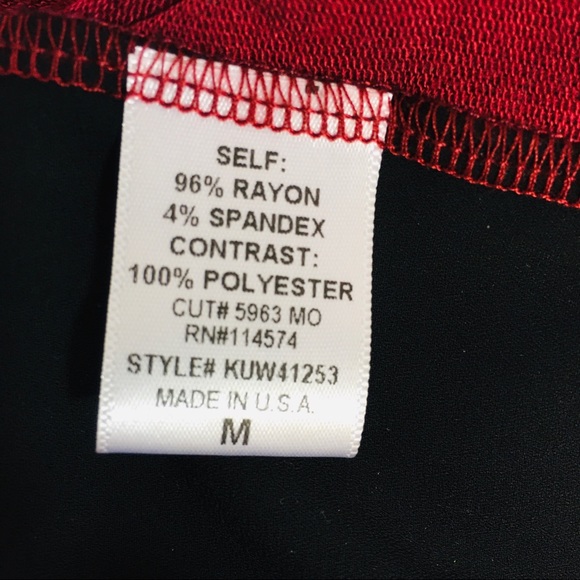 SELF:
96% RAYON
4% SPANDEX
CONTRAST:
100% POLYESTER
CUT# 5963 MO
RN#114574
STYLE# KUW41253
MADE IN U.S.A.
M